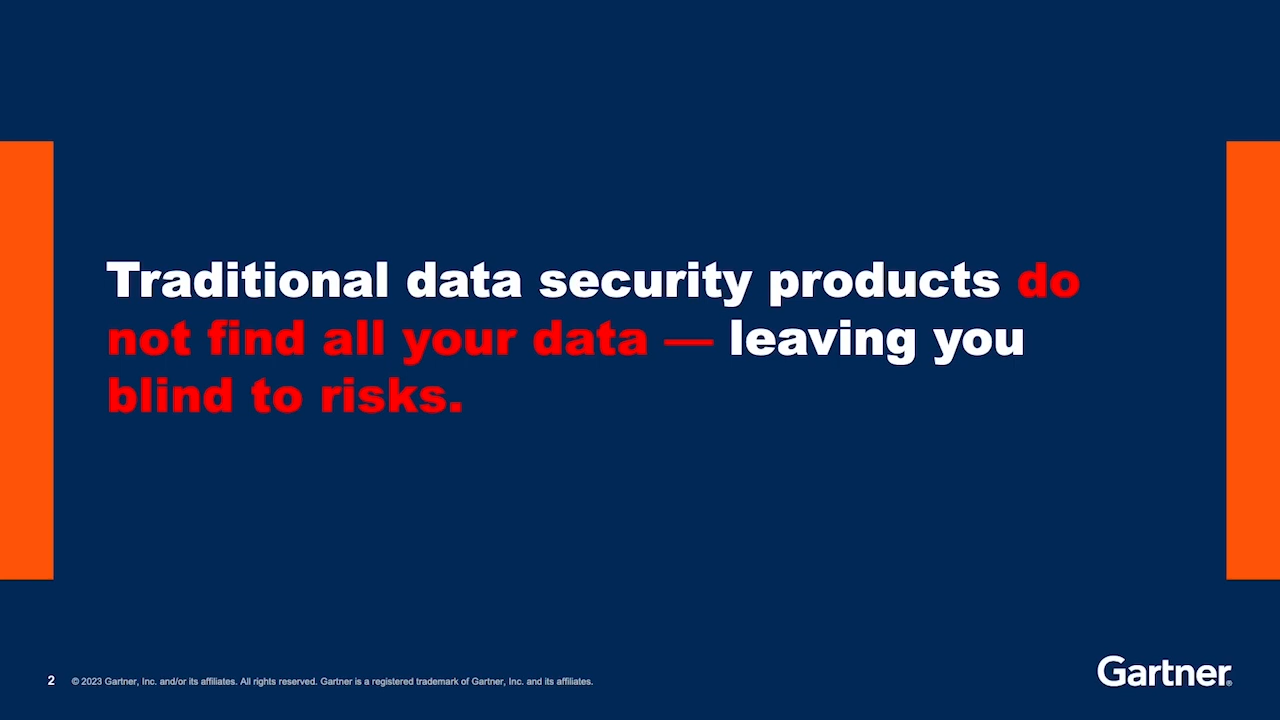 Traditional data security products do
not find all your data — leaving you
blind to risks.
2 © 2023 Gartner, Inc. and/or its affiliates. All rights reserved. Gartner is a registered trademark of Gartner, Inc. and its affiliates.
Gartner®